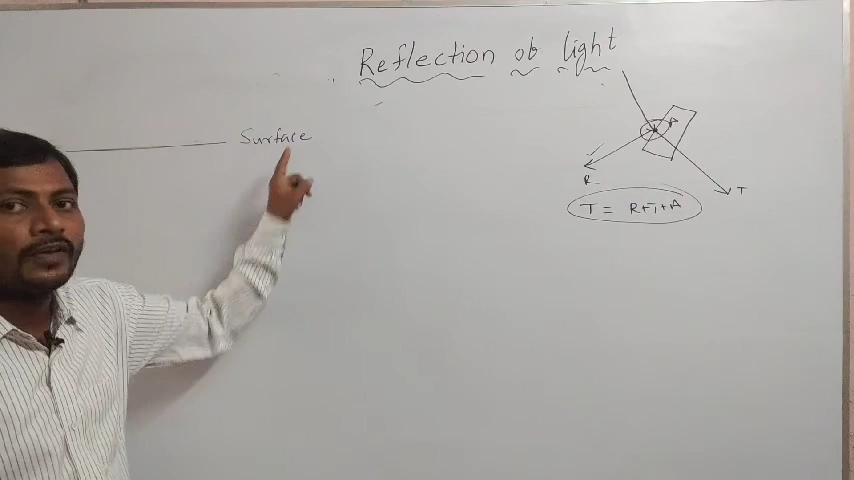 Reflection of light
Surface
A
R
T
T = R+T+A